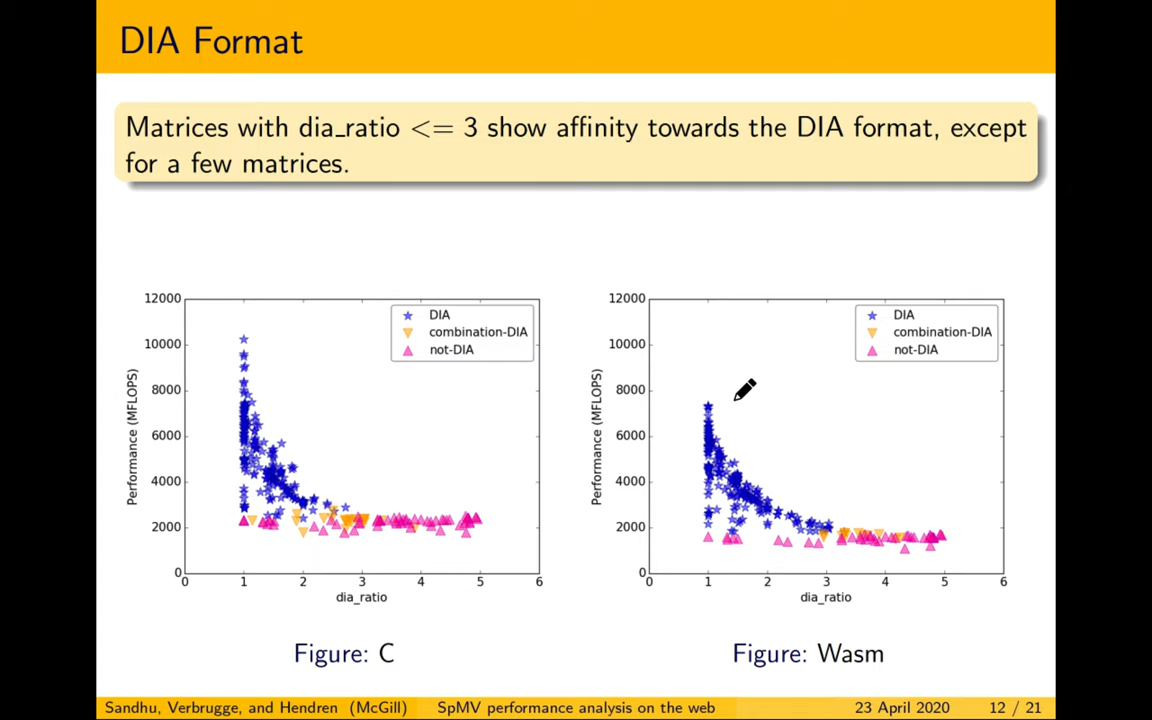 DIA Format
Matrices with dia_ratio <= 3 show affinity towards the DIA format, except
for a few matrices.
12000
10000
8000
6000
4000
2000
0
Performance (MFLOPS)
DIA
combination-DIA
not-DIA
0 1 2 3 4 5 6
dia_ratio
Figure: C
12000
10000
8000
6000
4000
2000
0
Performance (MFLOPS)
DIA
combination-DIA
not-DIA
0 1 2 3 4 5 6
dia_ratio
Figure: Wasm
Sandhu, Verbrugge, and Hendren (McGill) SpMV performance analysis on the web 23 April 2020 12 / 21